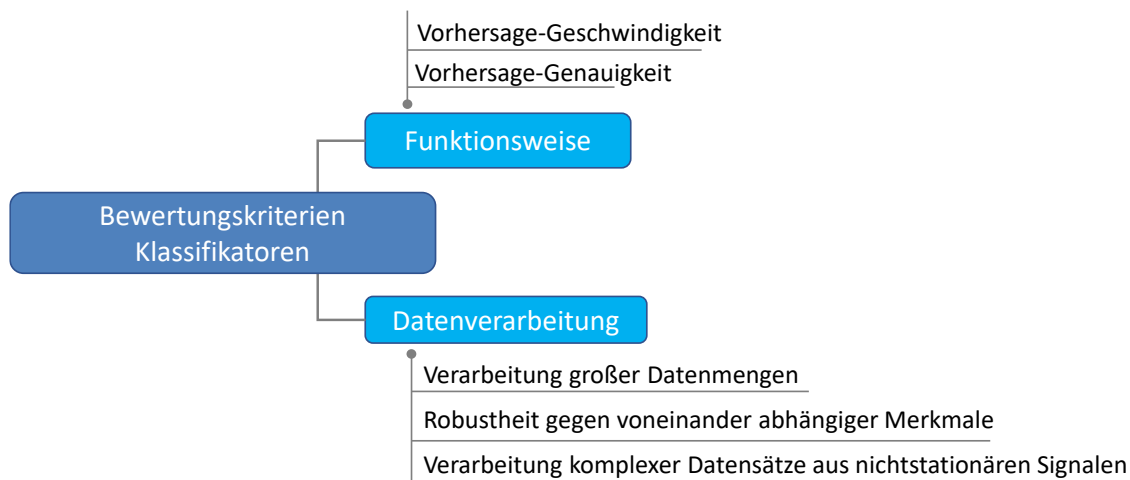 Vorhersage-Geschwindigkeit
Vorhersage-Genauigkeit
Funktionsweise
Bewertungskriterien
Klassifikatoren
Datenverarbeitung
Verarbeitung großer Datenmengen
Robustheit gegen voneinander abhängiger Merkmale
Verarbeitung komplexer Datensätze aus nichtstationären Signalen